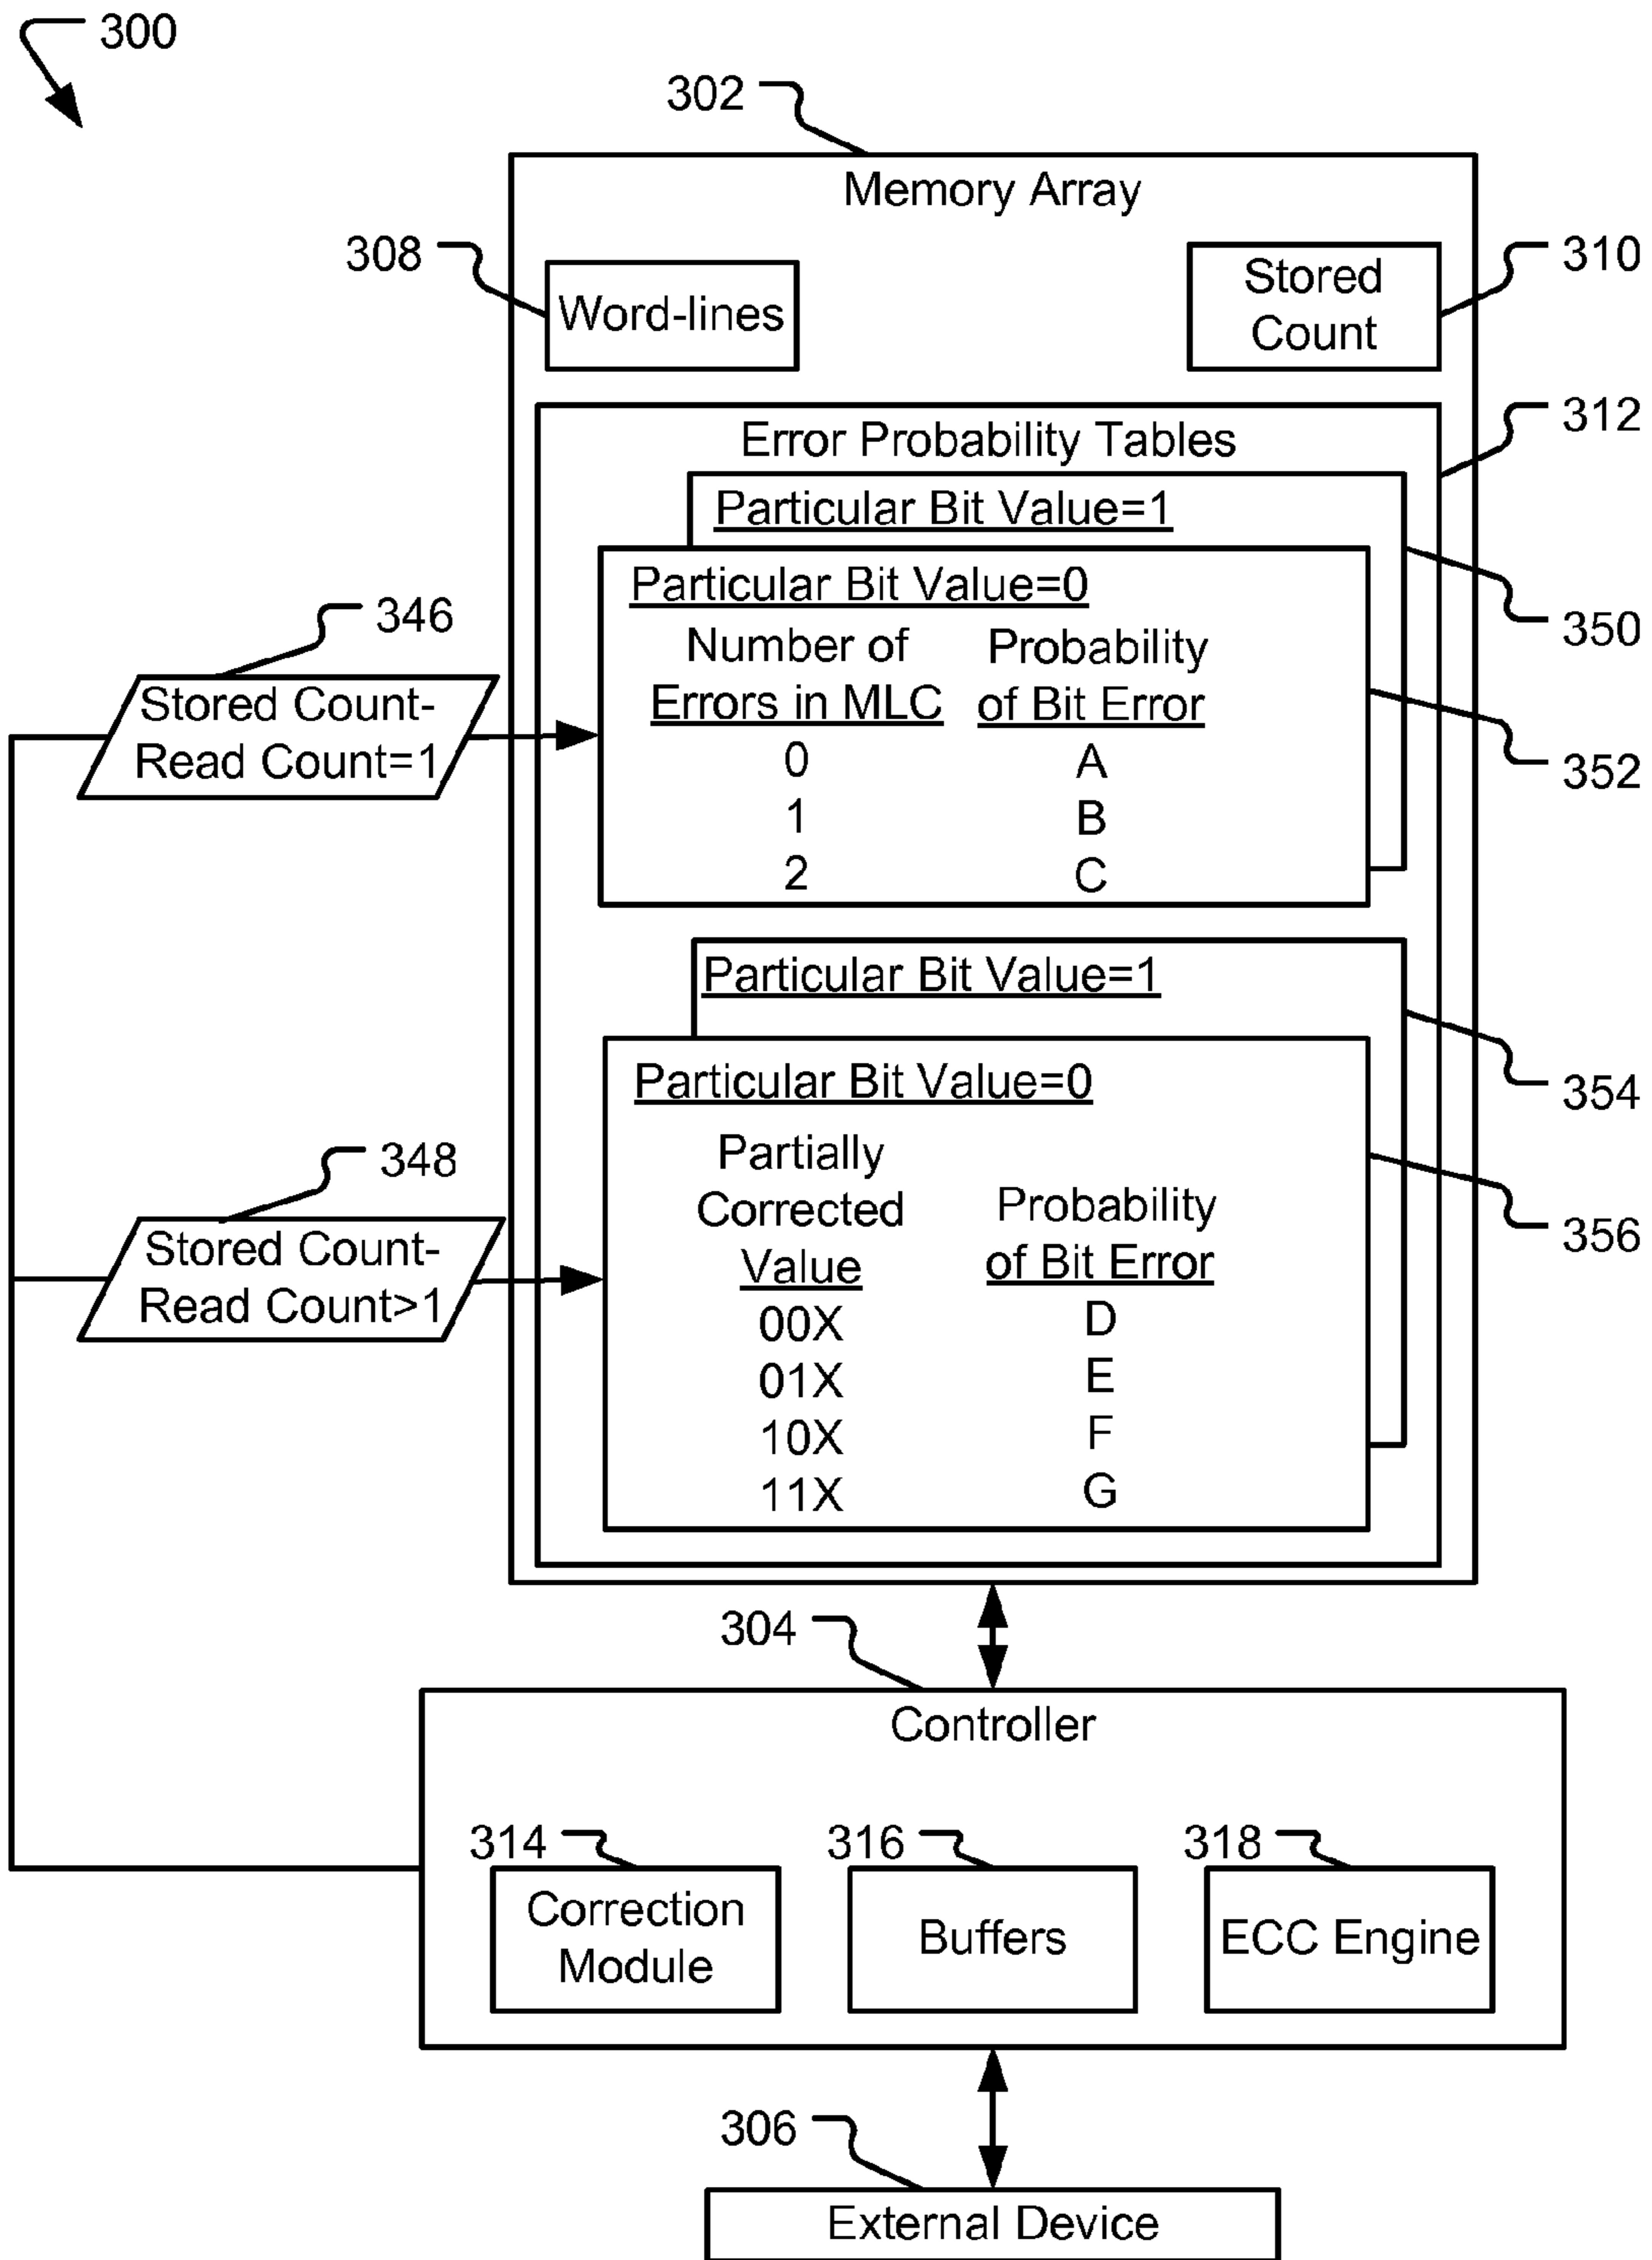 300
302
Memory Array
308
Word-lines
Stored
Count
310
312
Error Probability Tables
Particular Bit Value=1
350
Particular Bit Value=0
Number of
Errors in MLC
Probability
of Bit Error
0 A
1 B
2 C
352
346
Stored Count-
Read Count=1
Particular Bit Value=1
354
Particular Bit Value=0
Partially
Corrected
Value
Probability
of Bit Error
00X D
01X E
10X F
11X G
356
348
Stored Count-
Read Count>1
304
Controller
314
Correction
Module
316
Buffers
318
ECC Engine
306
External Device